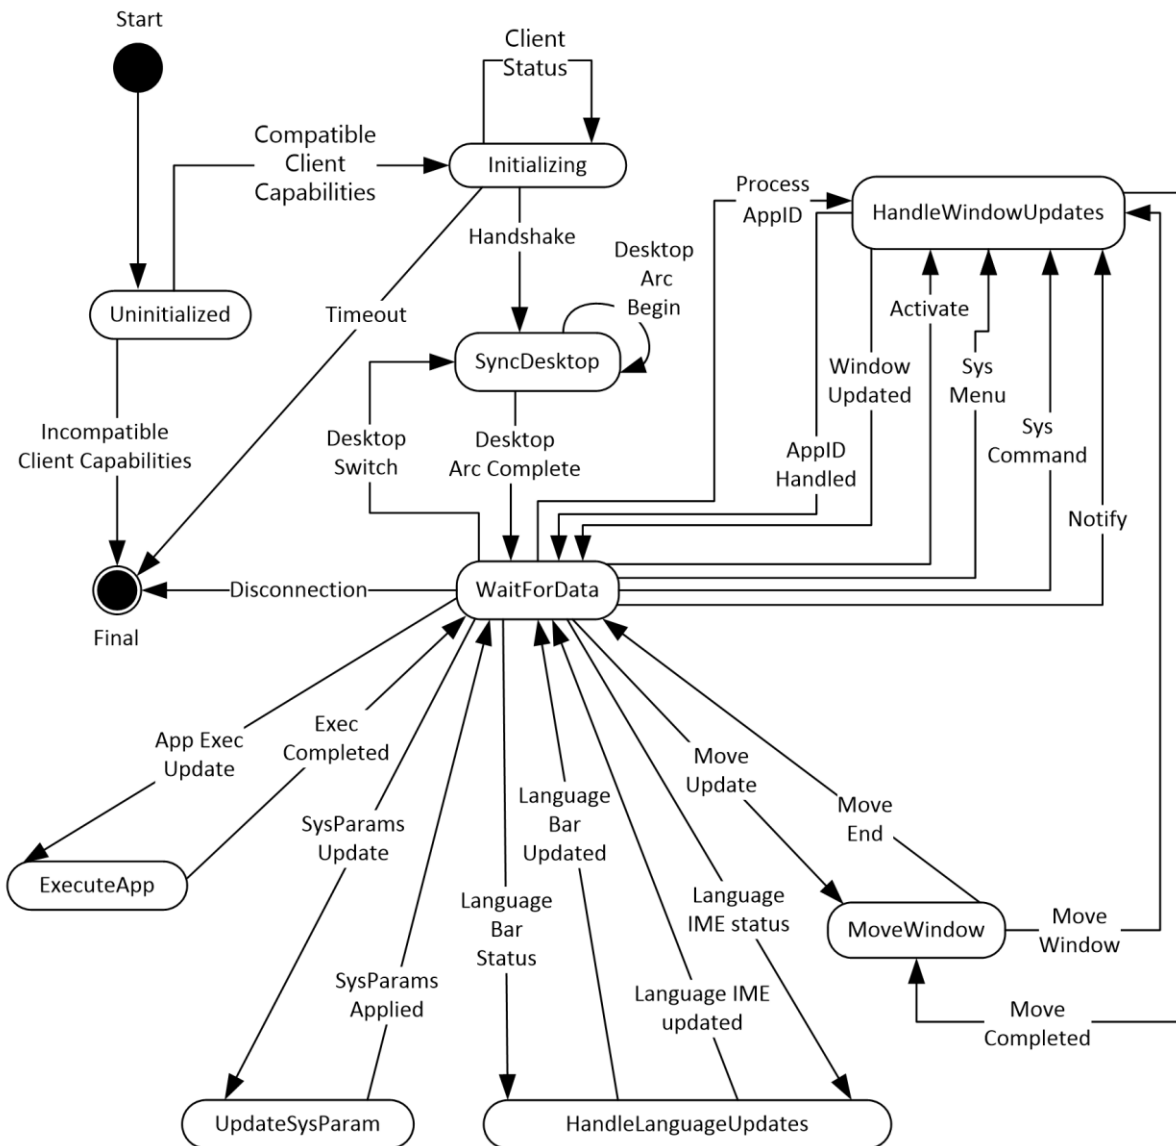 Start
Client
Status
Compatible
Client
Capabilities
Initializing
Process
AppID
HandleWindowUpdates
Handshake
Desktop
Arc
Begin
Uninitialized
Timeout
Activate
SyncDesktop
Window
Updated
Sys
Menu
Incompatible
Client Capabilities
Desktop
Switch
Desktop
Arc Complete
AppID
Handled
Sys
Command
Notify
Disconnection
WaitForData
Final
App Exec
Update
Exec
Completed
Move
Update
SysParams
Update
Language
Bar
Updated
Move
End
ExecuteApp
Language
Bar
Status
Language
IME status
MoveWindow
Move
Window
SysParams
Applied
Language IME
updated
Move
Completed
UpdateSysParam
HandleLanguageUpdates